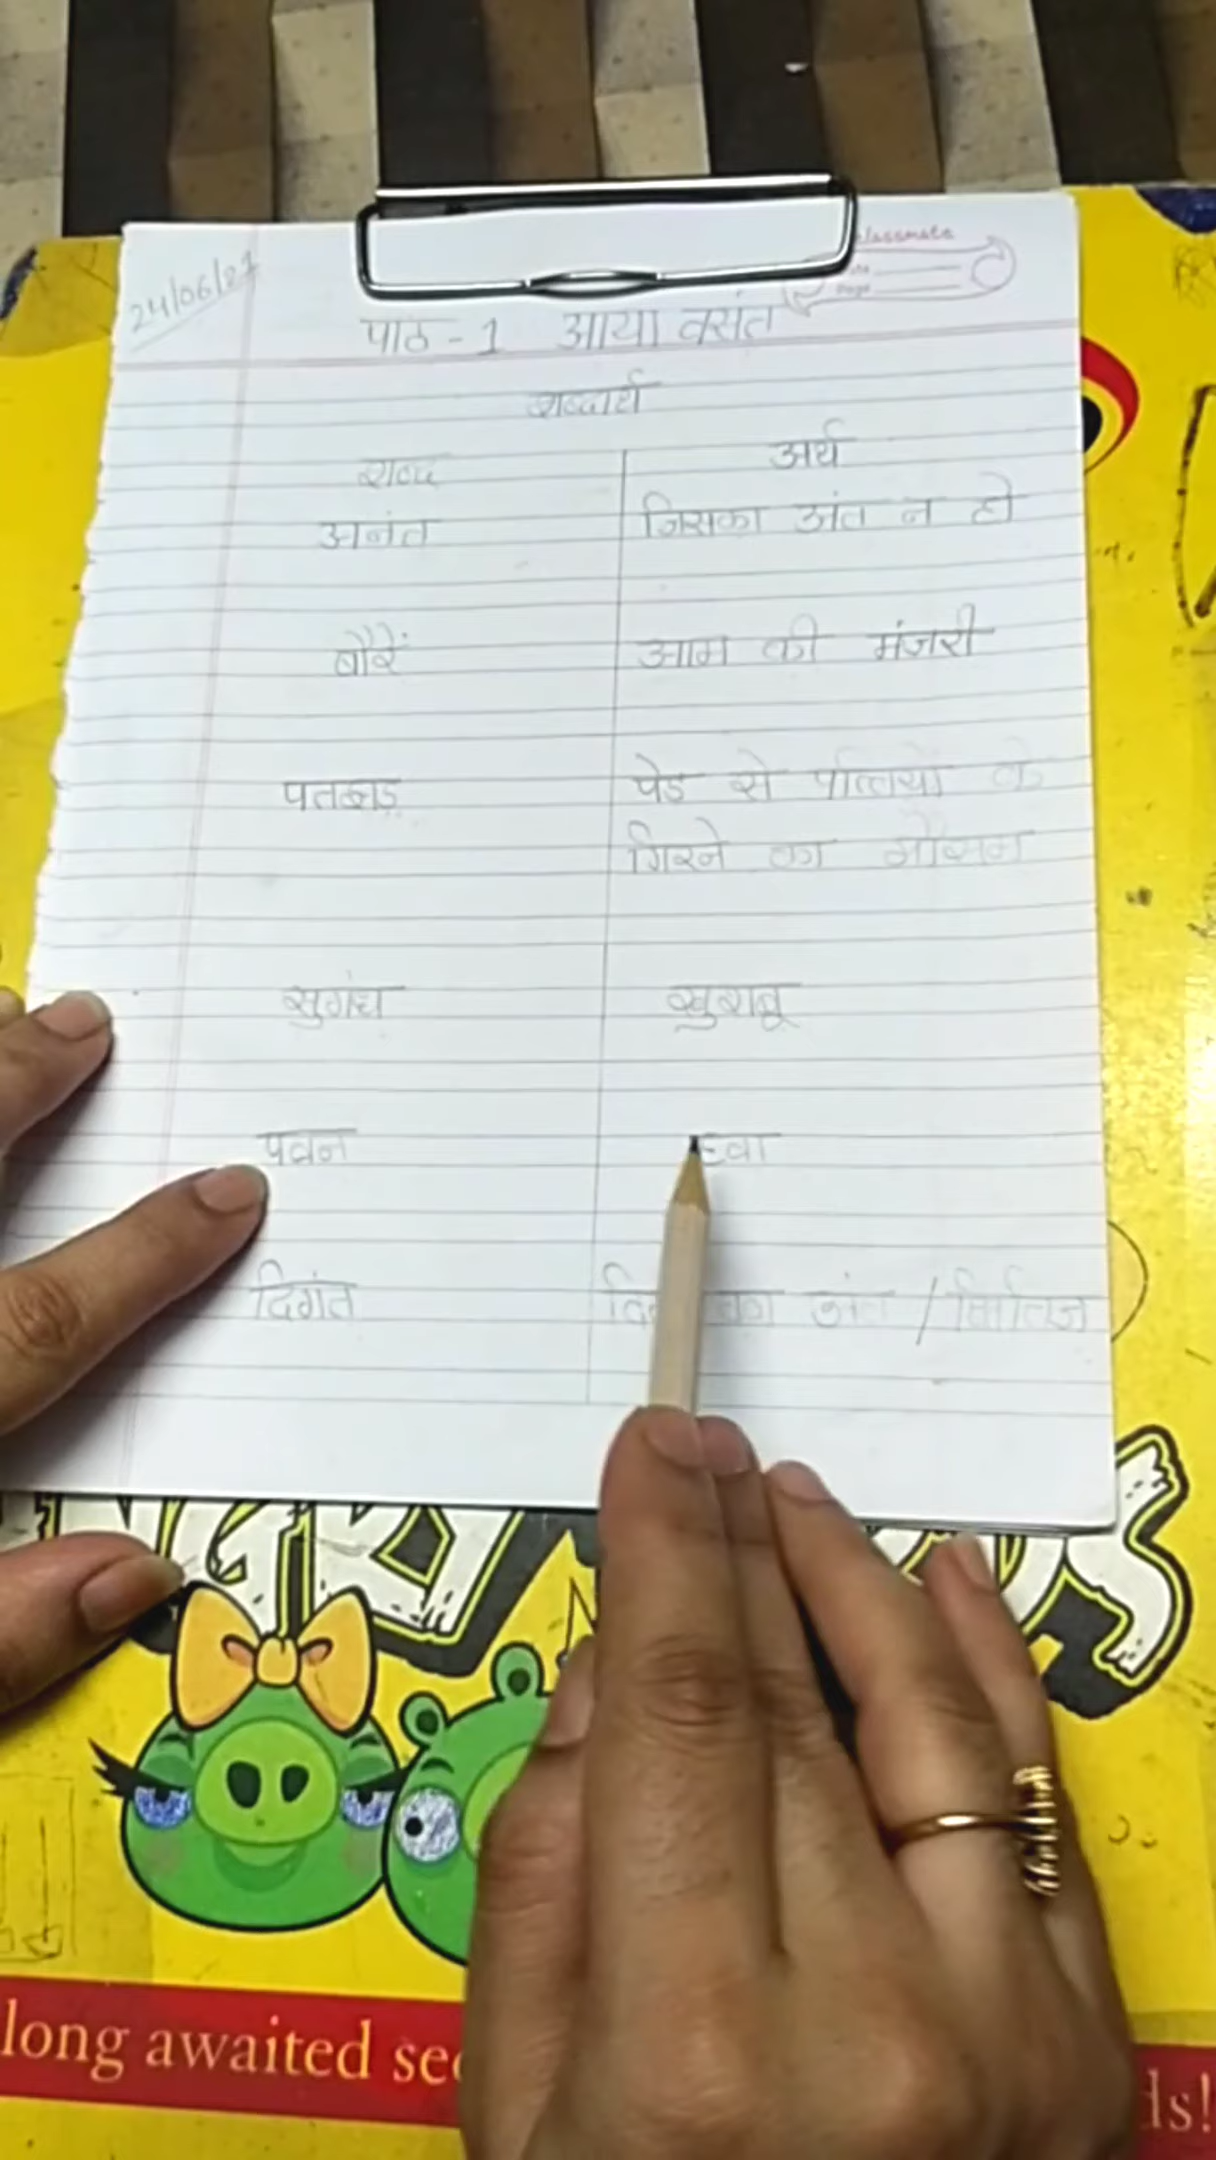 classmate
24/06/21
पाठ - 1 आया वसंत
शब्दार्थ
शब्द अर्थ
अनंत जिसका अंत न हो
बौरें आम की मंजरी
पतझड़ पेड से पत्तियों के
गिरने का मौसम
सुगंध खुशबू
पवन हवा
दिगंत का अंत / क्षितिज
long awaited
ds!